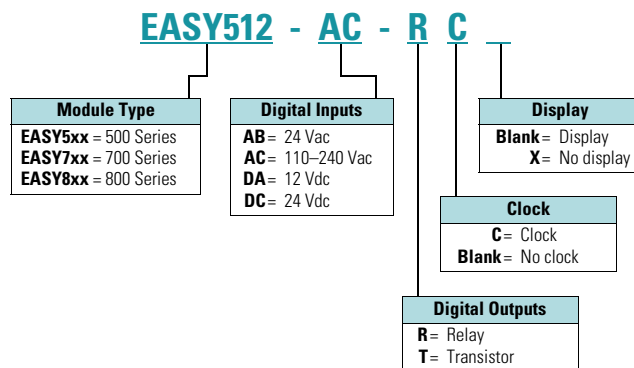 EASY512 - AC - R C
Module Type
EASY5xx = 500 Series
EASY7xx = 700 Series
EASY8xx = 800 Series
Digital Inputs
AB= 24 Vac
AC= 110–240 Vac
DA= 12 Vdc
DC= 24 Vdc
Display
Blank= Display
X= No display
Clock
C= Clock
Blank= No clock
Digital Outputs
R= Relay
T= Transistor